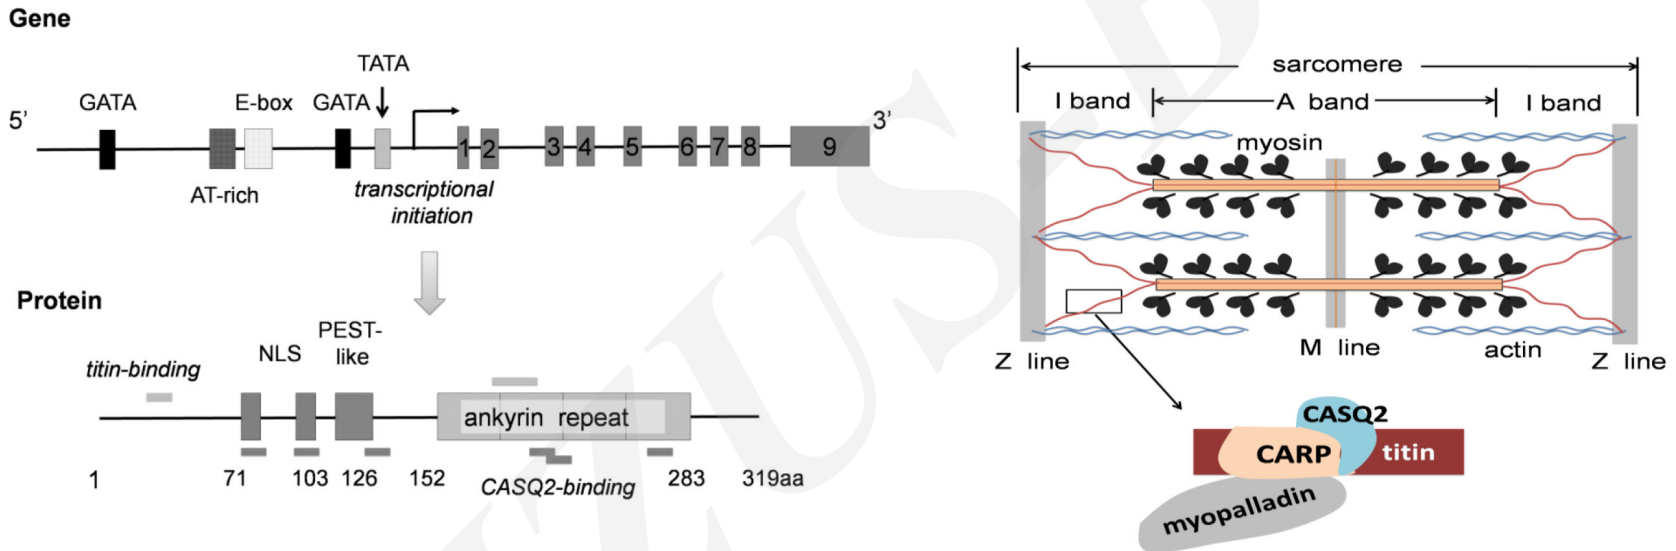 Gene
TATA
GATA
E-box
GATA
5’
3’
1 2 3 4 5 6 7 8 9
AT-rich
transcriptional
initiation
Protein
PEST-
like
NLS
titin-binding
ankyrin repeat
1 71 103 126 152 283 319aa
CASQ2-binding
sarcomere
I band A band I band
myosin
Z line M line actin Z line
CASQ2
CARP titin
myopalladin